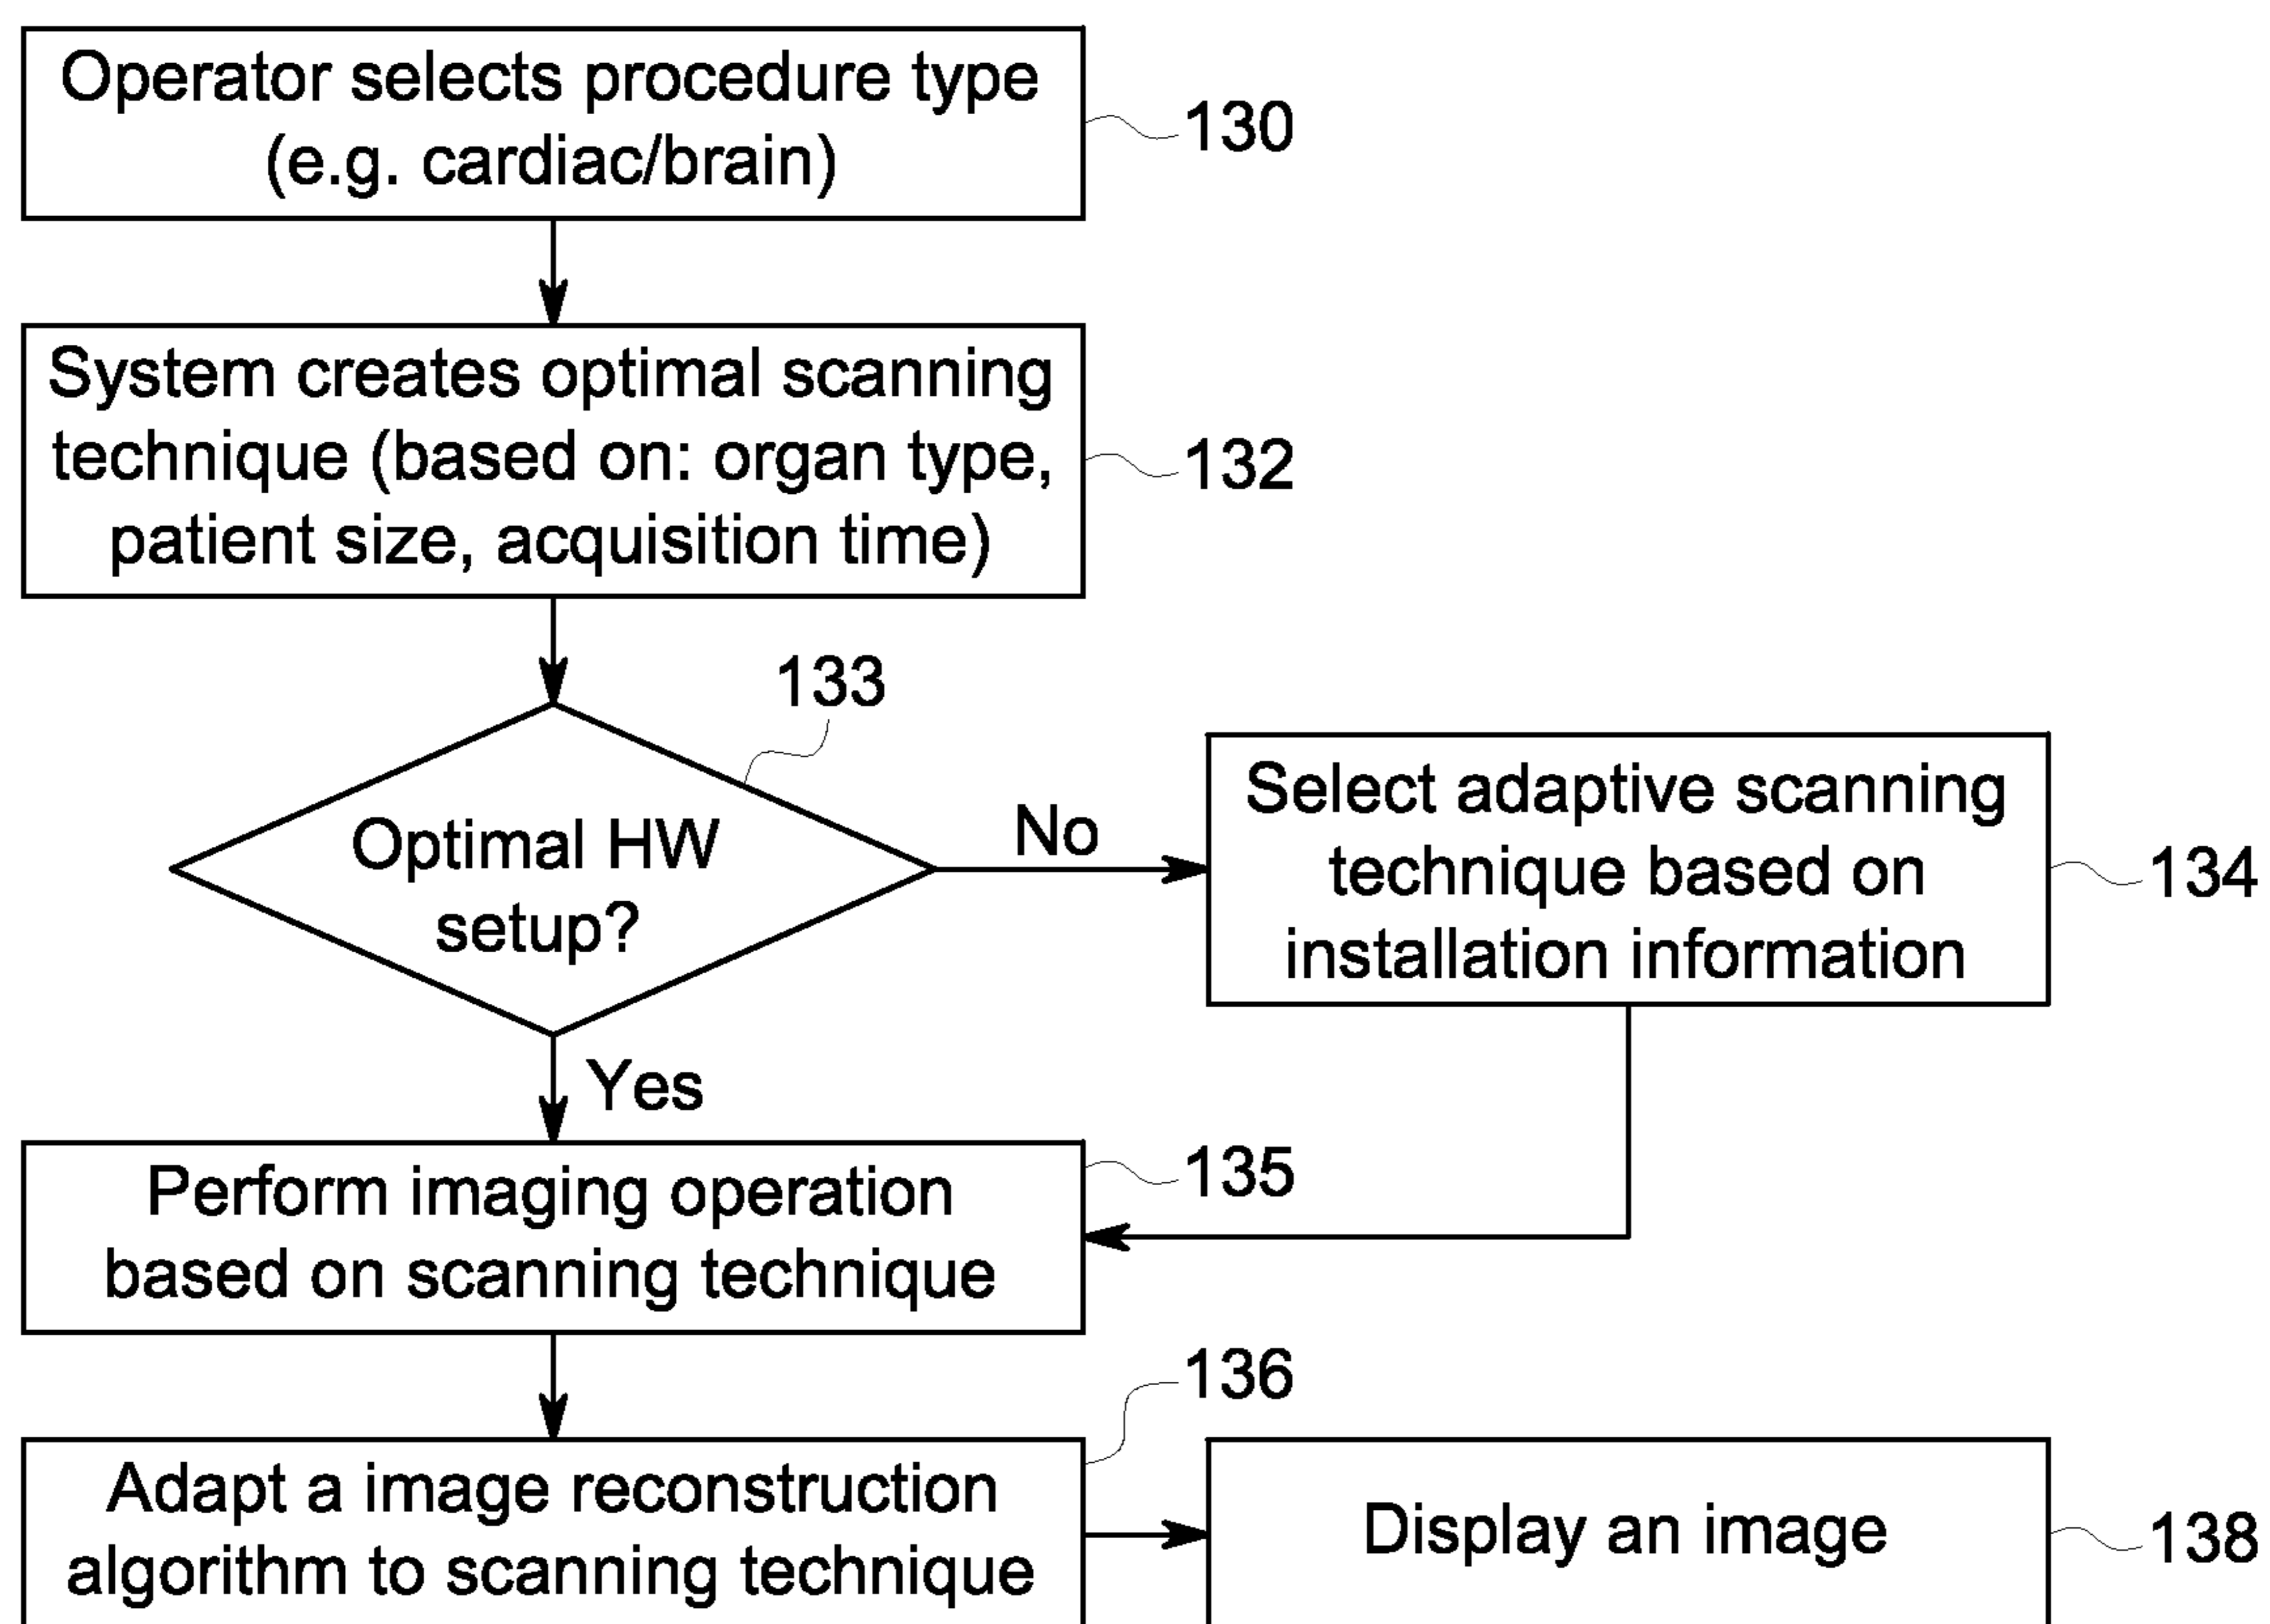 Operator selects procedure type
(e.g. cardiac/brain)
130
System creates optimal scanning
technique (based on: organ type,
patient size, acquisition time)
132
133
Optimal HW
setup?
No
Select adaptive scanning
technique based on
installation information
134
Yes
Perform imaging operation
based on scanning technique
135
136
Adapt a image reconstruction
algorithm to scanning technique
Display an image
138